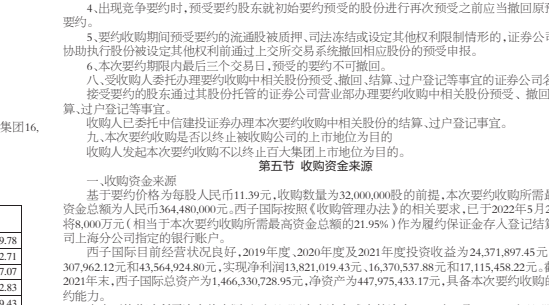 4、出现竞争要约时，预受要约股东就初始要约预受的股份进行再次预受之前应当撤回原预
要约。
5、要约收购期间预受要约的流通股被质押、司法冻结或设定其他权利限制情形的，证券公
协助执行股份被设定其他权利前通过上交所交易系统撤回相应股份的预受申报。
6、本次要约期限内最后三个交易日，预受的要约不可撤回。
八、受收购人委托办理要约收购中相关股份预受、撤回、结算、过户登记等事宜的证券公司名
接受要约的股东通过其股份托管的证券公司营业部办理要约收购中相关股份预受、撤回、
算、过户登记等事宜。
收购人已委托中信建投证券办理本次要约收购中相关股份的结算、过户登记事宜。
九、本次要约收购是否以终止被收购公司的上市地位为目的
收购人发起本次要约收购不以终止百大集团上市地位为目的。
第五节 收购资金来源
一、收购资金来源
基于要约价格为每股人民币11.39元，收购数量为32,000,000股的前提，本次要约收购所需最
资金总额为人民币364,480,000元。西子国际按照《收购管理办法》的相关要求，已于2022年5月2
将8,000万元（相当于本次要约收购所需最高资金总额的21.95%）作为履约保证金存入登记结算
司上海分公司指定的银行账户。
西子国际目前经营状况良好，2019年度、2020年度及2021年度投资收益为24,371,897.45元
307,962.12元和43,564,924.80元，实现净利润13,821,019.43元、16,370,537.88元和17,115,458.22元。截
2021年末，西子国际总资产为1,466,330,728.95元，净资产为447,975,433.17元，具备本次要约收购的
约能力。
集团16,
9.78
2.71
7.07
2.83
9.43